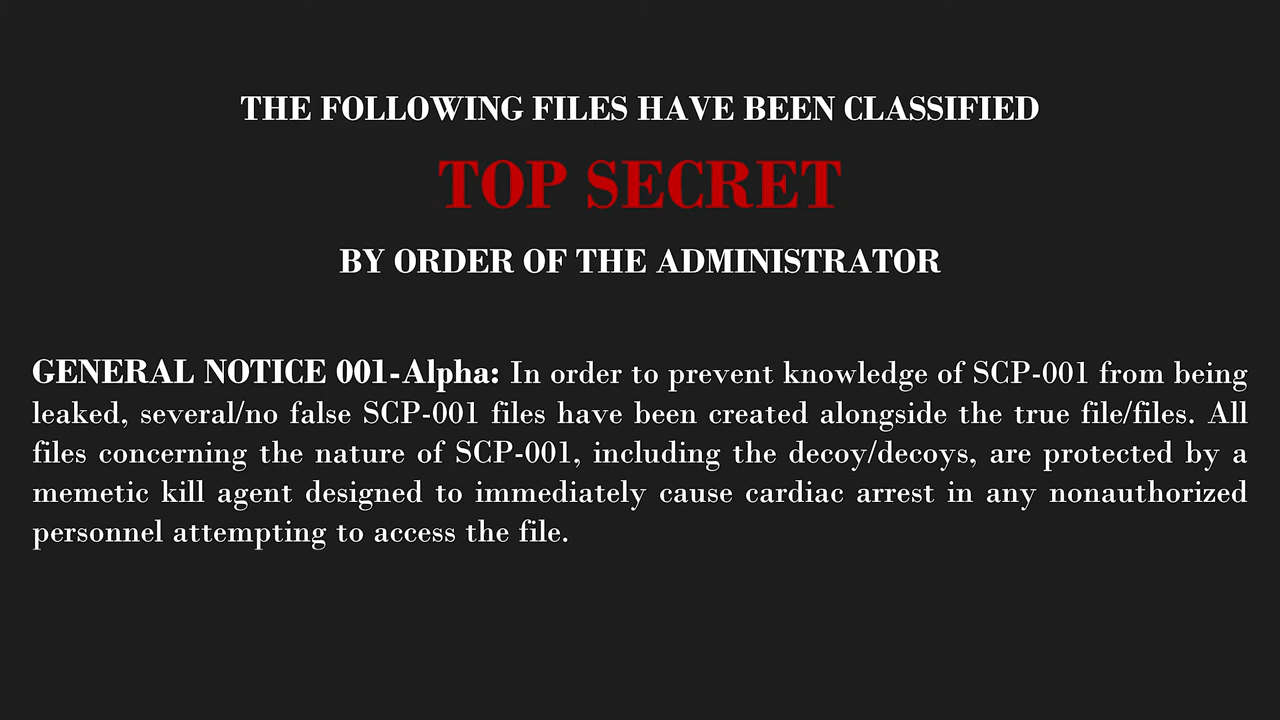 THE FOLLOWING FILES HAVE BEEN CLASSIFIED
TOP SECRET
BY ORDER OF THE ADMINISTRATOR
GENERAL NOTICE 001-Alpha: In order to prevent knowledge of SCP-001 from being
leaked, several/no false SCP-001 files have been created alongside the true file/files. All
files concerning the nature of SCP-001, including the decoy/decoys, are protected by a
memetic kill agent designed to immediately cause cardiac arrest in any nonauthorized
personnel attempting to access the file.